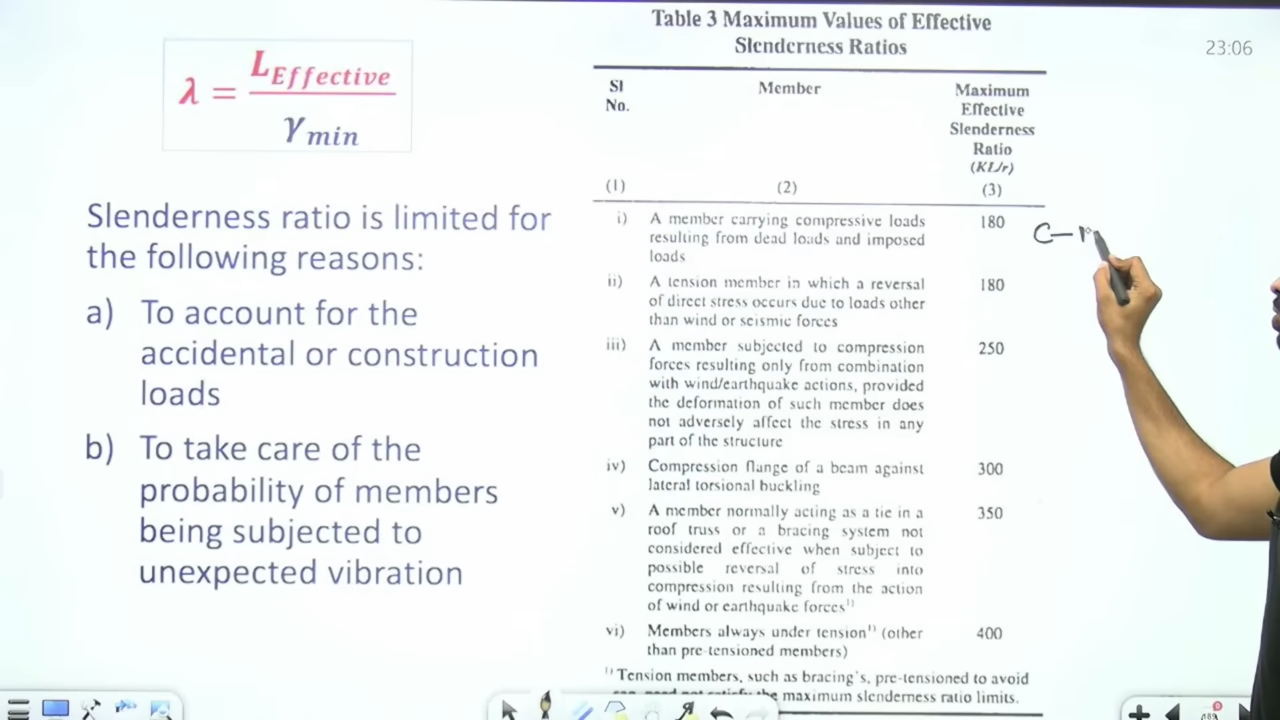 Table 3 Maximum Values of Effective
Slenderness Ratios
23:06
λ = L Effective / γ min
Sl No.
Member
Maximum Effective Slenderness Ratio (KL/r)
(1)
(2)
(3)
Slenderness ratio is limited for
the following reasons:
a) To account for the
accidental or construction
loads
b) To take care of the
probability of members
being subjected to
unexpected vibration
i) A member carrying compressive loads 180
resulting from dead loads and imposed
loads
C—
ii) A tension member in which a reversal 180
of direct stress occurs due to loads other
than wind or seismic forces
iii) A member subjected to compression 250
forces resulting only from combination
with wind/earthquake actions, provided
the deformation of such member does
not adversely affect the stress in any
part of the structure
iv) Compression flange of a beam against 300
lateral torsional buckling
v) A member normally acting as a tie in a 350
roof truss or a bracing system not
considered effective when subject to
possible reversal of stress into
compression resulting from the action
of wind or earthquake forces¹⁾
vi) Members always under tension¹⁾ (other 400
than pre-tensioned members)
¹⁾ Tension members, such as bracing's, pre-tensioned to avoid
the maximum slenderness ratio limits.